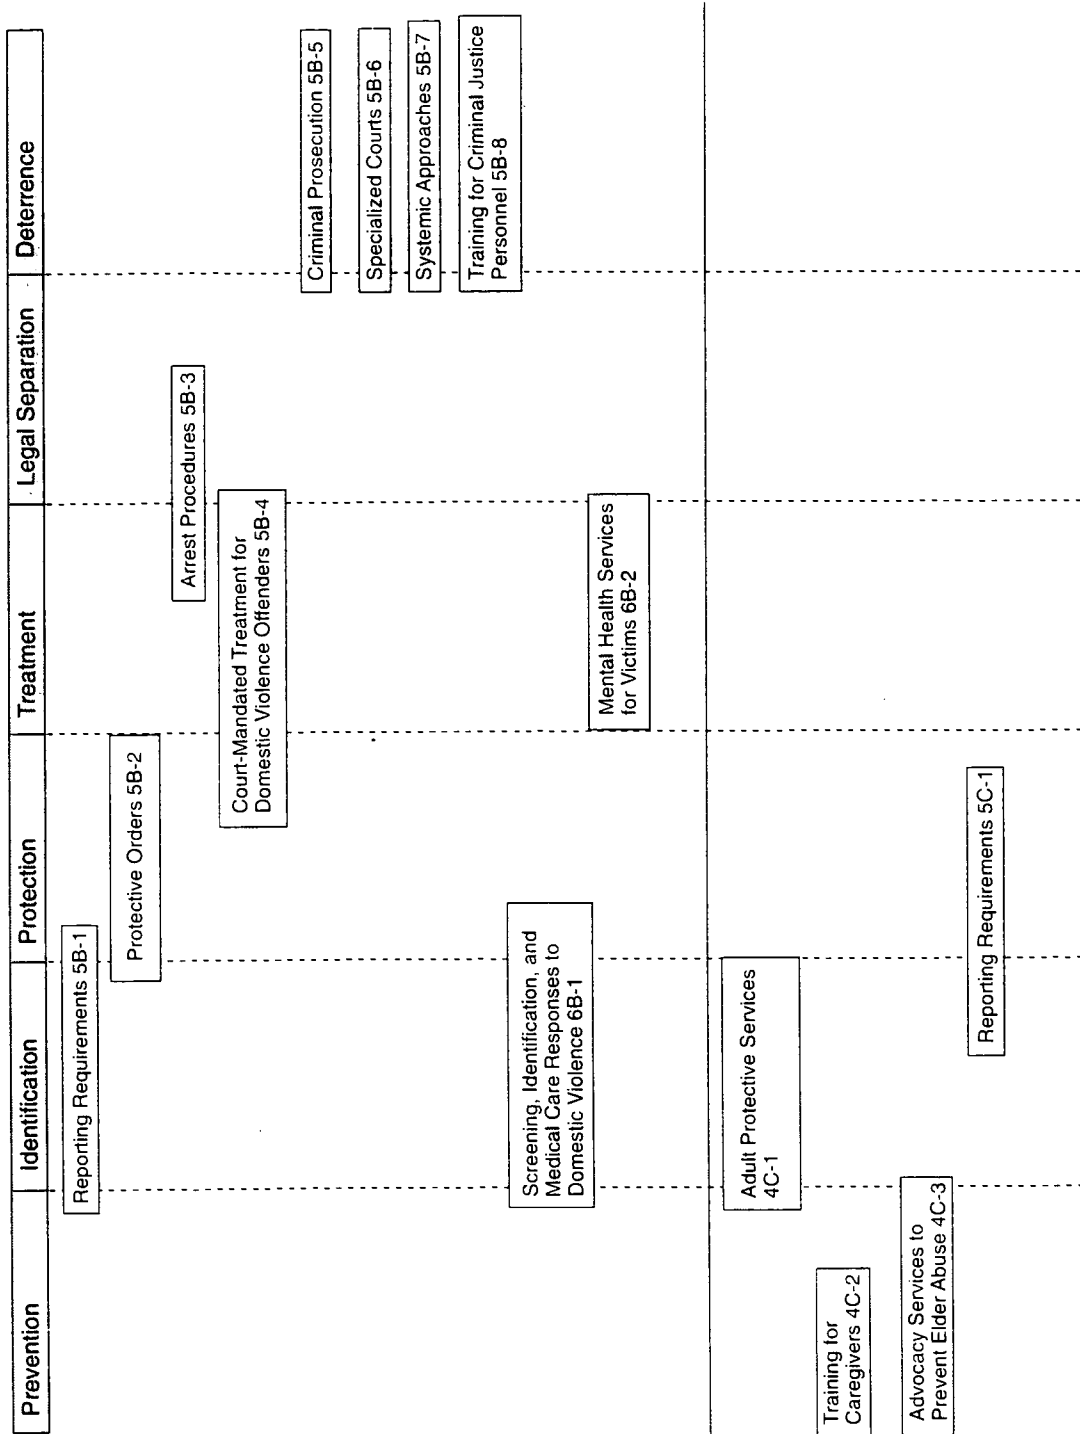 Prevention
Identification
Protection
Treatment
Legal Separation
Deterrence
Reporting Requirements 5B-1
Protective Orders 5B-2
Arrest Procedures 5B-3
Court-Mandated Treatment for
Domestic Violence Offenders 5B-4
Criminal Prosecution 5B-5
Specialized Courts 5B-6
Systemic Approaches 5B-7
Training for Criminal Justice
Personnel 5B-8
Screening, Identification, and
Medical Care Responses to
Domestic Violence 6B-1
Mental Health Services
for Victims 6B-2
Adult Protective Services
4C-1
Training for
Caregivers 4C-2
Advocacy Services to
Prevent Elder Abuse 4C-3
Reporting Requirements 5C-1